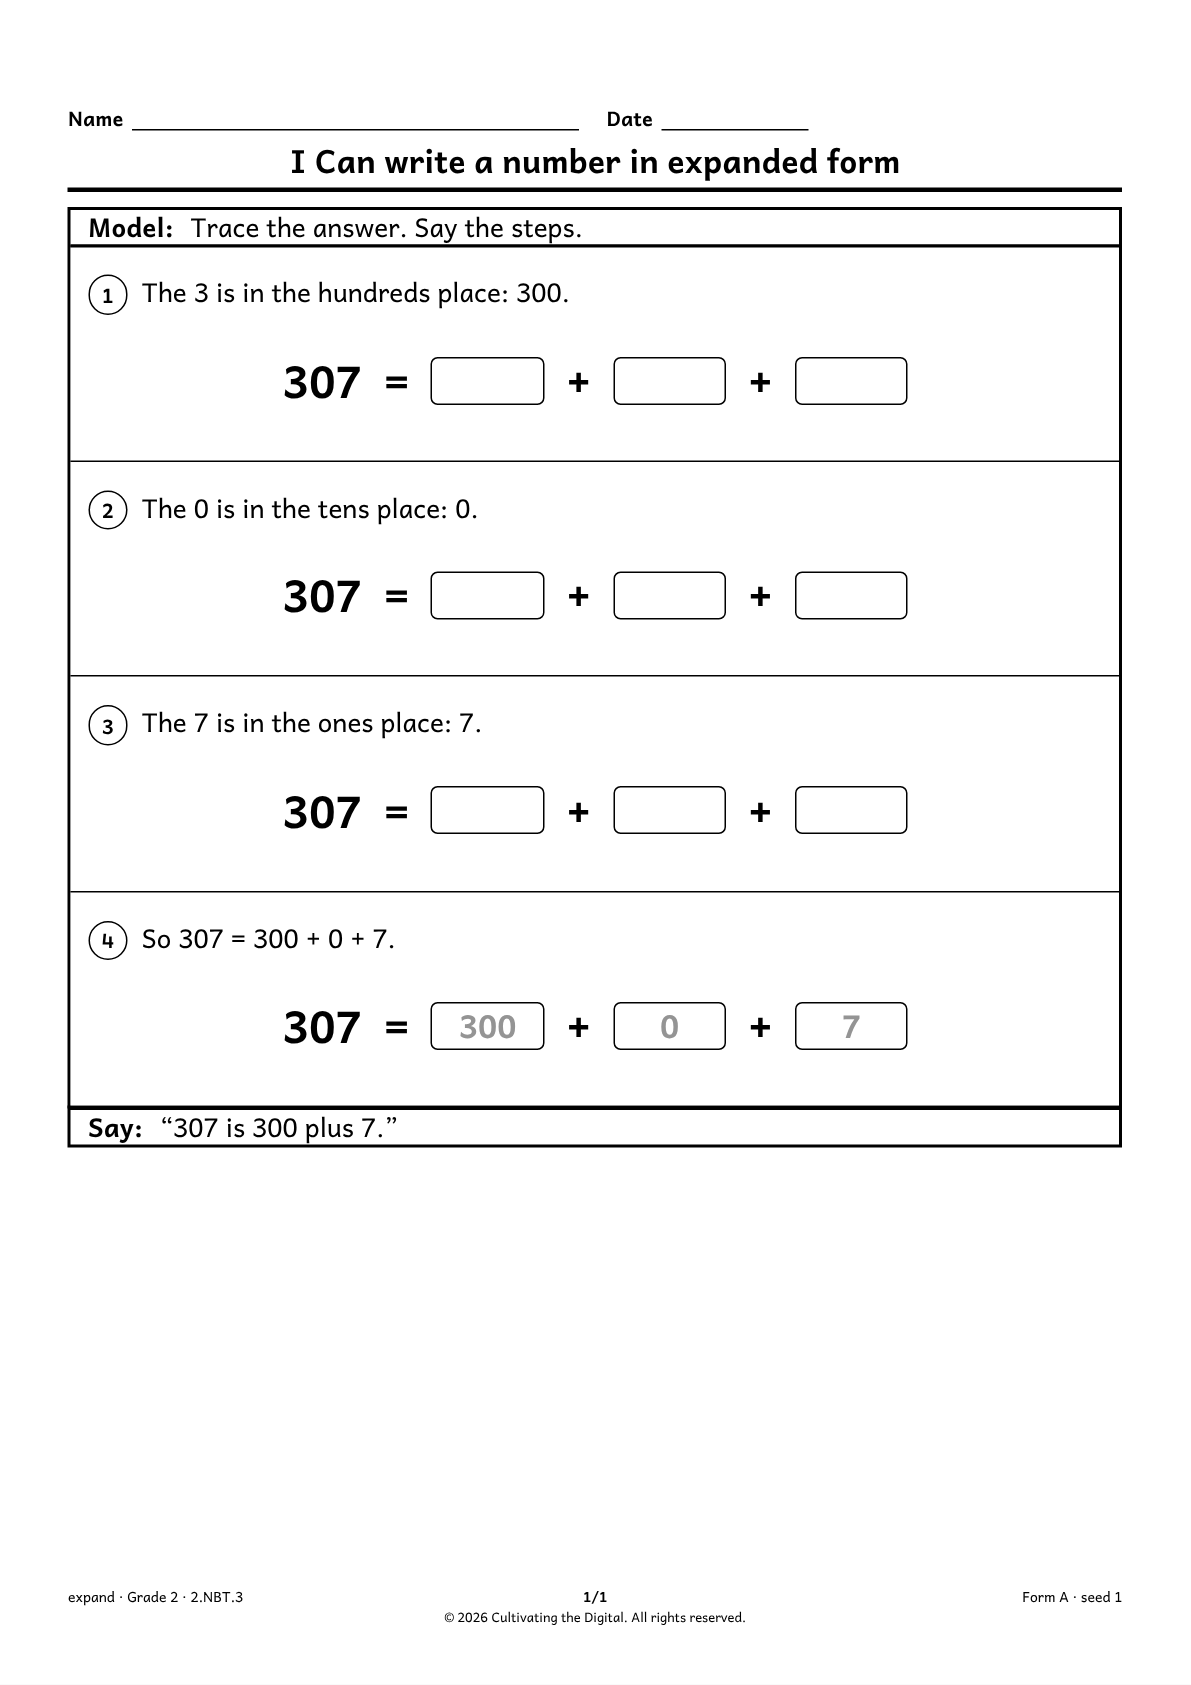 Name Date
I Can write a number in expanded form
Model: Trace the answer. Say the steps.
1 The 3 is in the hundreds place: 300.
307 = + +
2 The 0 is in the tens place: 0.
307 = + +
3 The 7 is in the ones place: 7.
307 = + +
4 So 307 = 300 + 0 + 7.
307 = 300 + 0 + 7
Say: “307 is 300 plus 7.”
expand · Grade 2 · 2.NBT.3 1/1 Form A · seed 1
© 2026 Cultivating the Digital. All rights reserved.